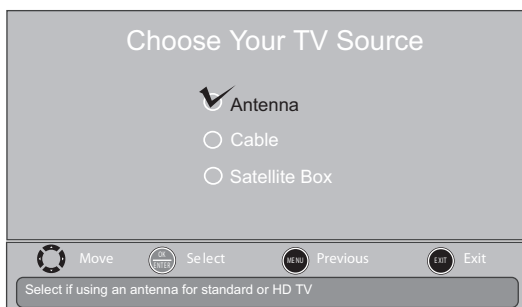 Choose Your TV Source
Antenna
Cable
Satellite Box
Move OK ENTER Select MENU Previous EXIT Exit
Select if using an antenna for standard or HD TV